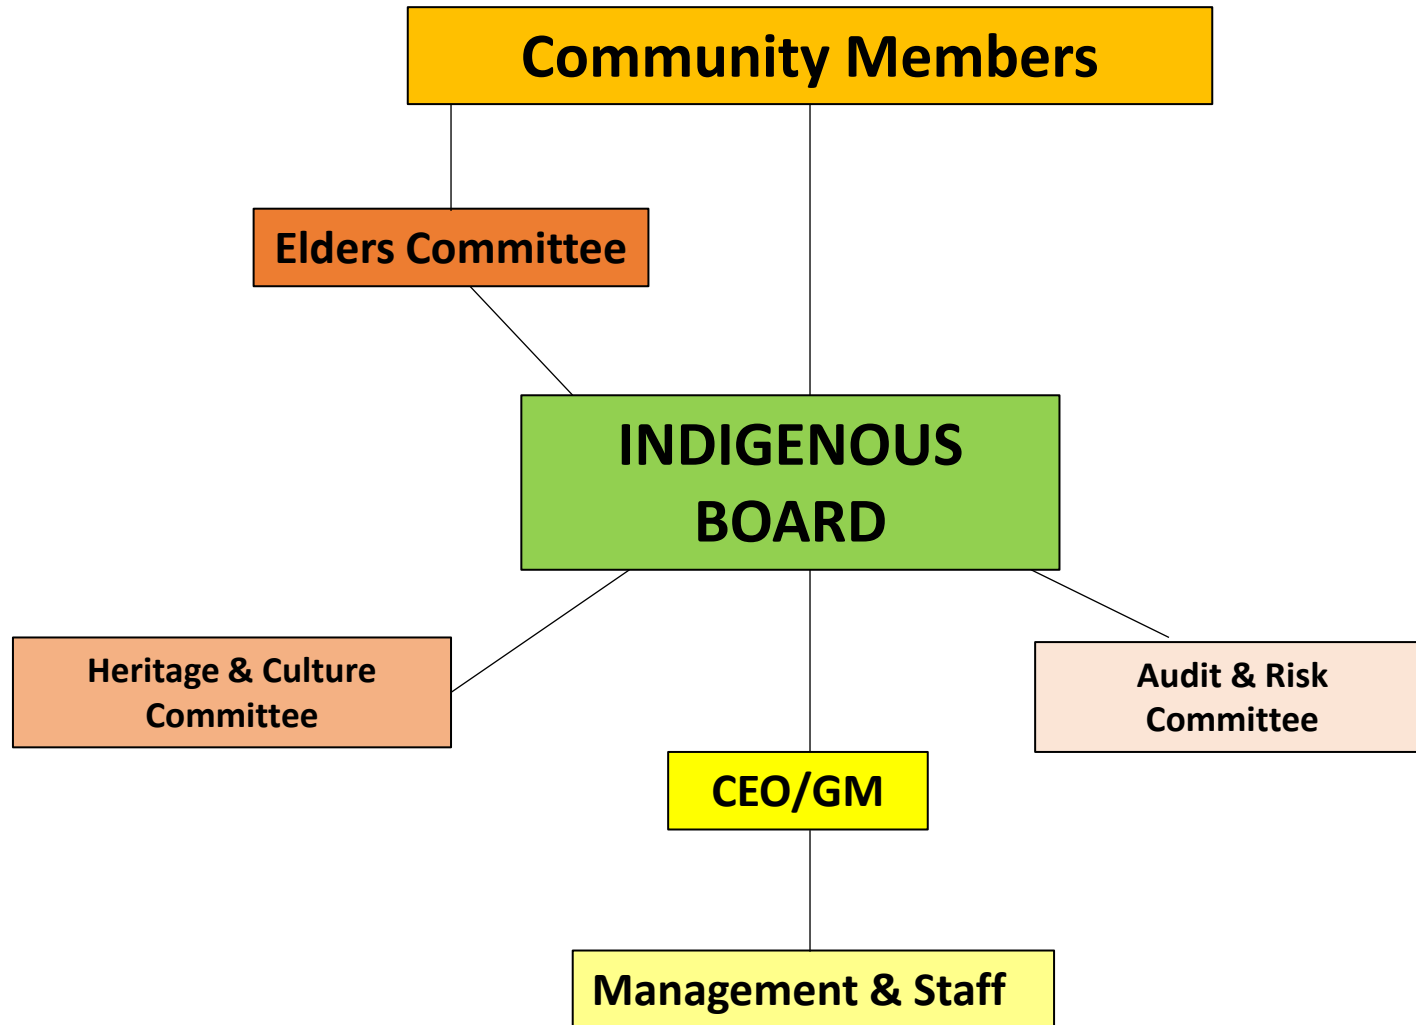 Community Members
Elders Committee
INDIGENOUS
BOARD
Heritage & Culture
Committee
Audit & Risk
Committee
CEO/GM
Management & Staff